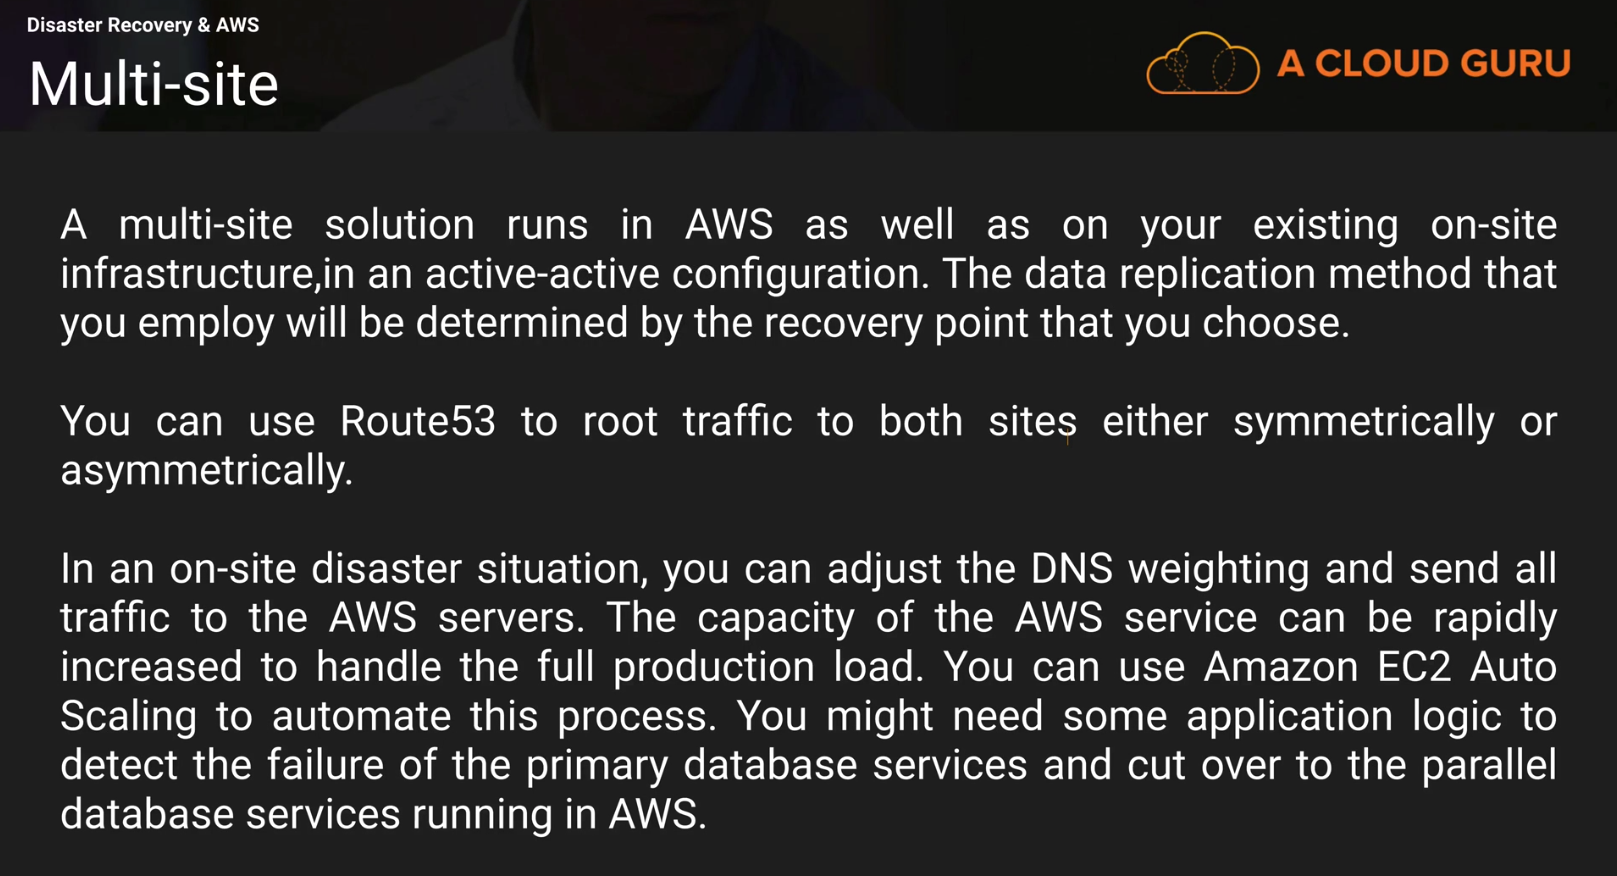 Disaster Recovery & AWS
Multi-site
A CLOUD GURU
A multi-site solution runs in AWS as well as on your existing on-site
infrastructure,in an active-active configuration. The data replication method that
you employ will be determined by the recovery point that you choose.
You can use Route53 to root traffic to both sites either symmetrically or
asymmetrically.
In an on-site disaster situation, you can adjust the DNS weighting and send all
traffic to the AWS servers. The capacity of the AWS service can be rapidly
increased to handle the full production load. You can use Amazon EC2 Auto
Scaling to automate this process. You might need some application logic to
detect the failure of the primary database services and cut over to the parallel
database services running in AWS.